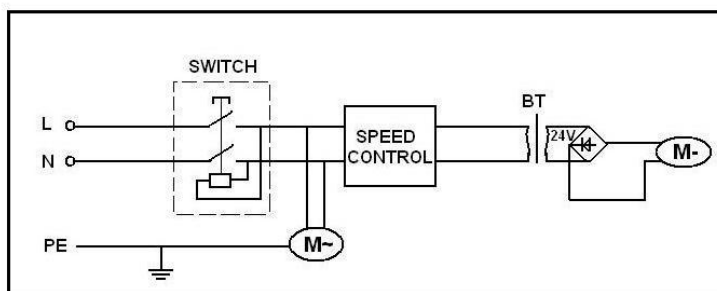 SWITCH
BT
L
SPEED
CONTROL
24V
N
M-
PE
M~